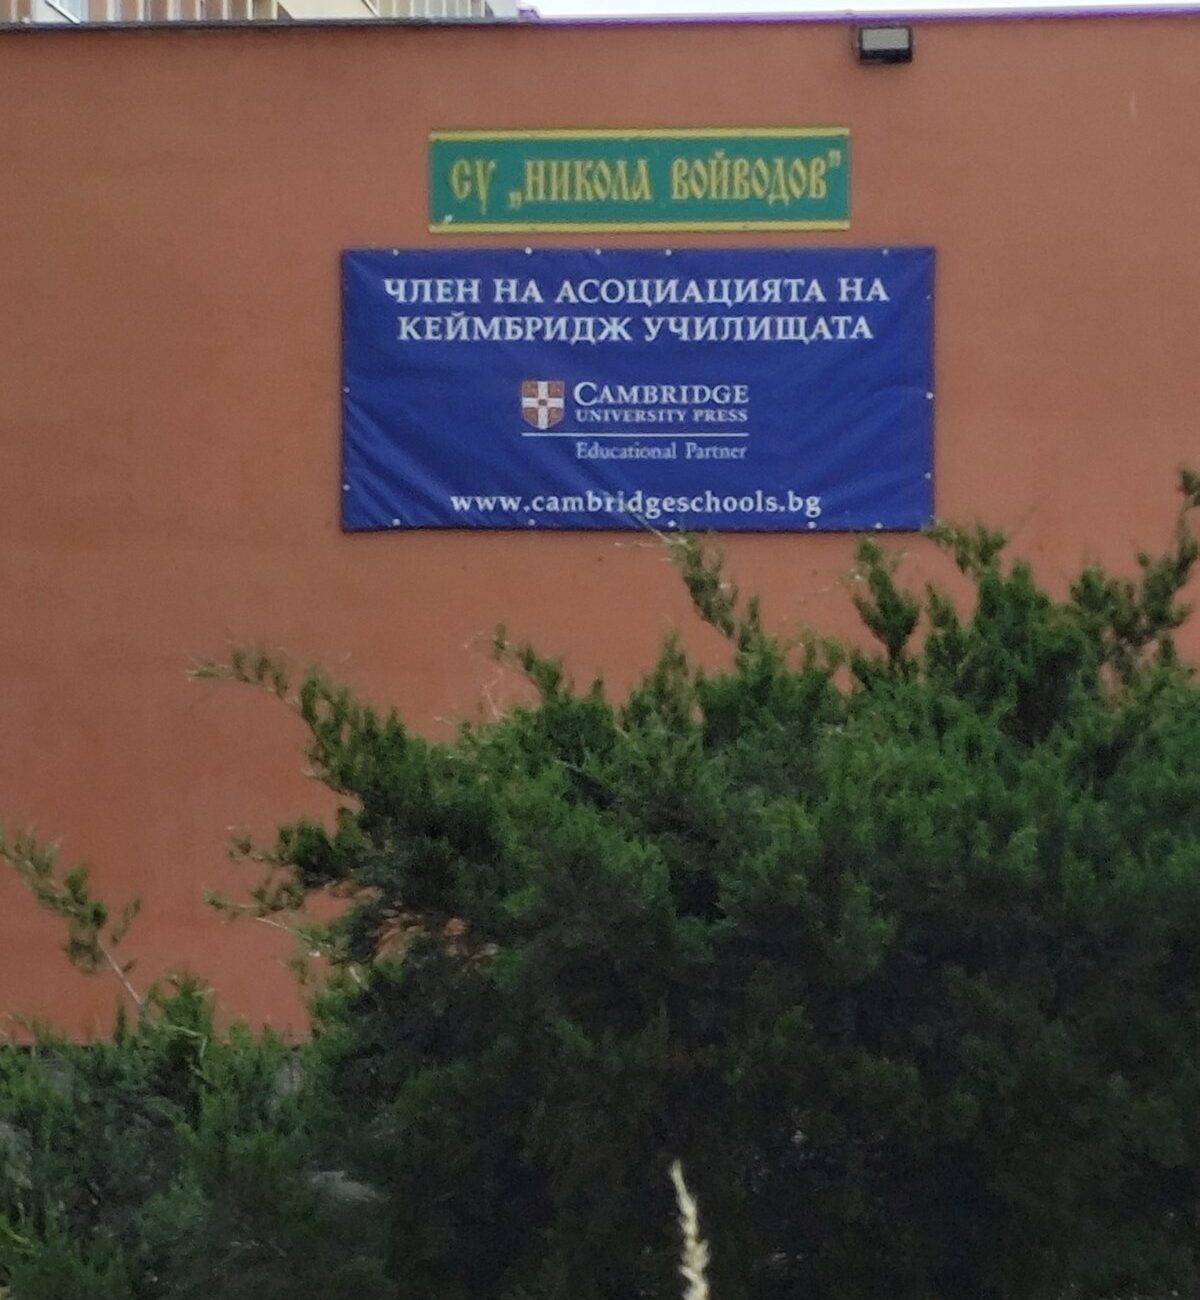 СУ „НИКОЛА ВОЙВОДОВ”
ЧЛЕН НА АСОЦИАЦИЯТА НА
КЕЙМБРИДЖ УЧИЛИЩАТА
CAMBRIDGE
UNIVERSITY PRESS
Educational Partner
www.cambridgeschools.bg